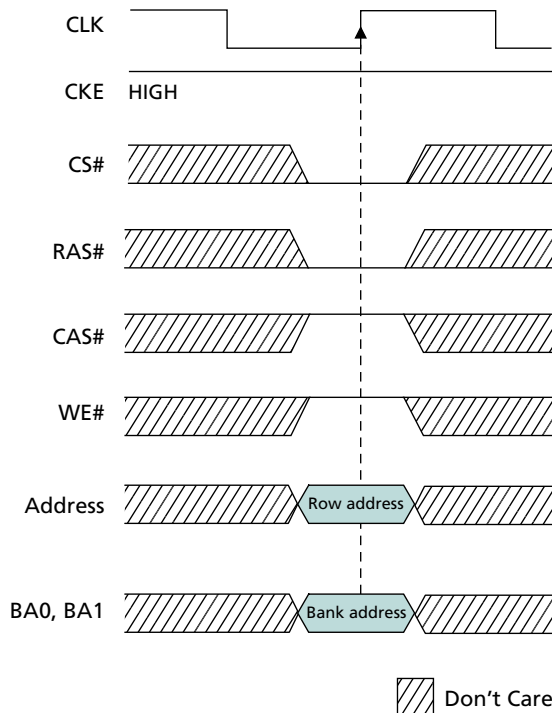 CLK
CKE HIGH
CS#
RAS#
CAS#
WE#
Address Row address
BA0, BA1 Bank address
Don't Care